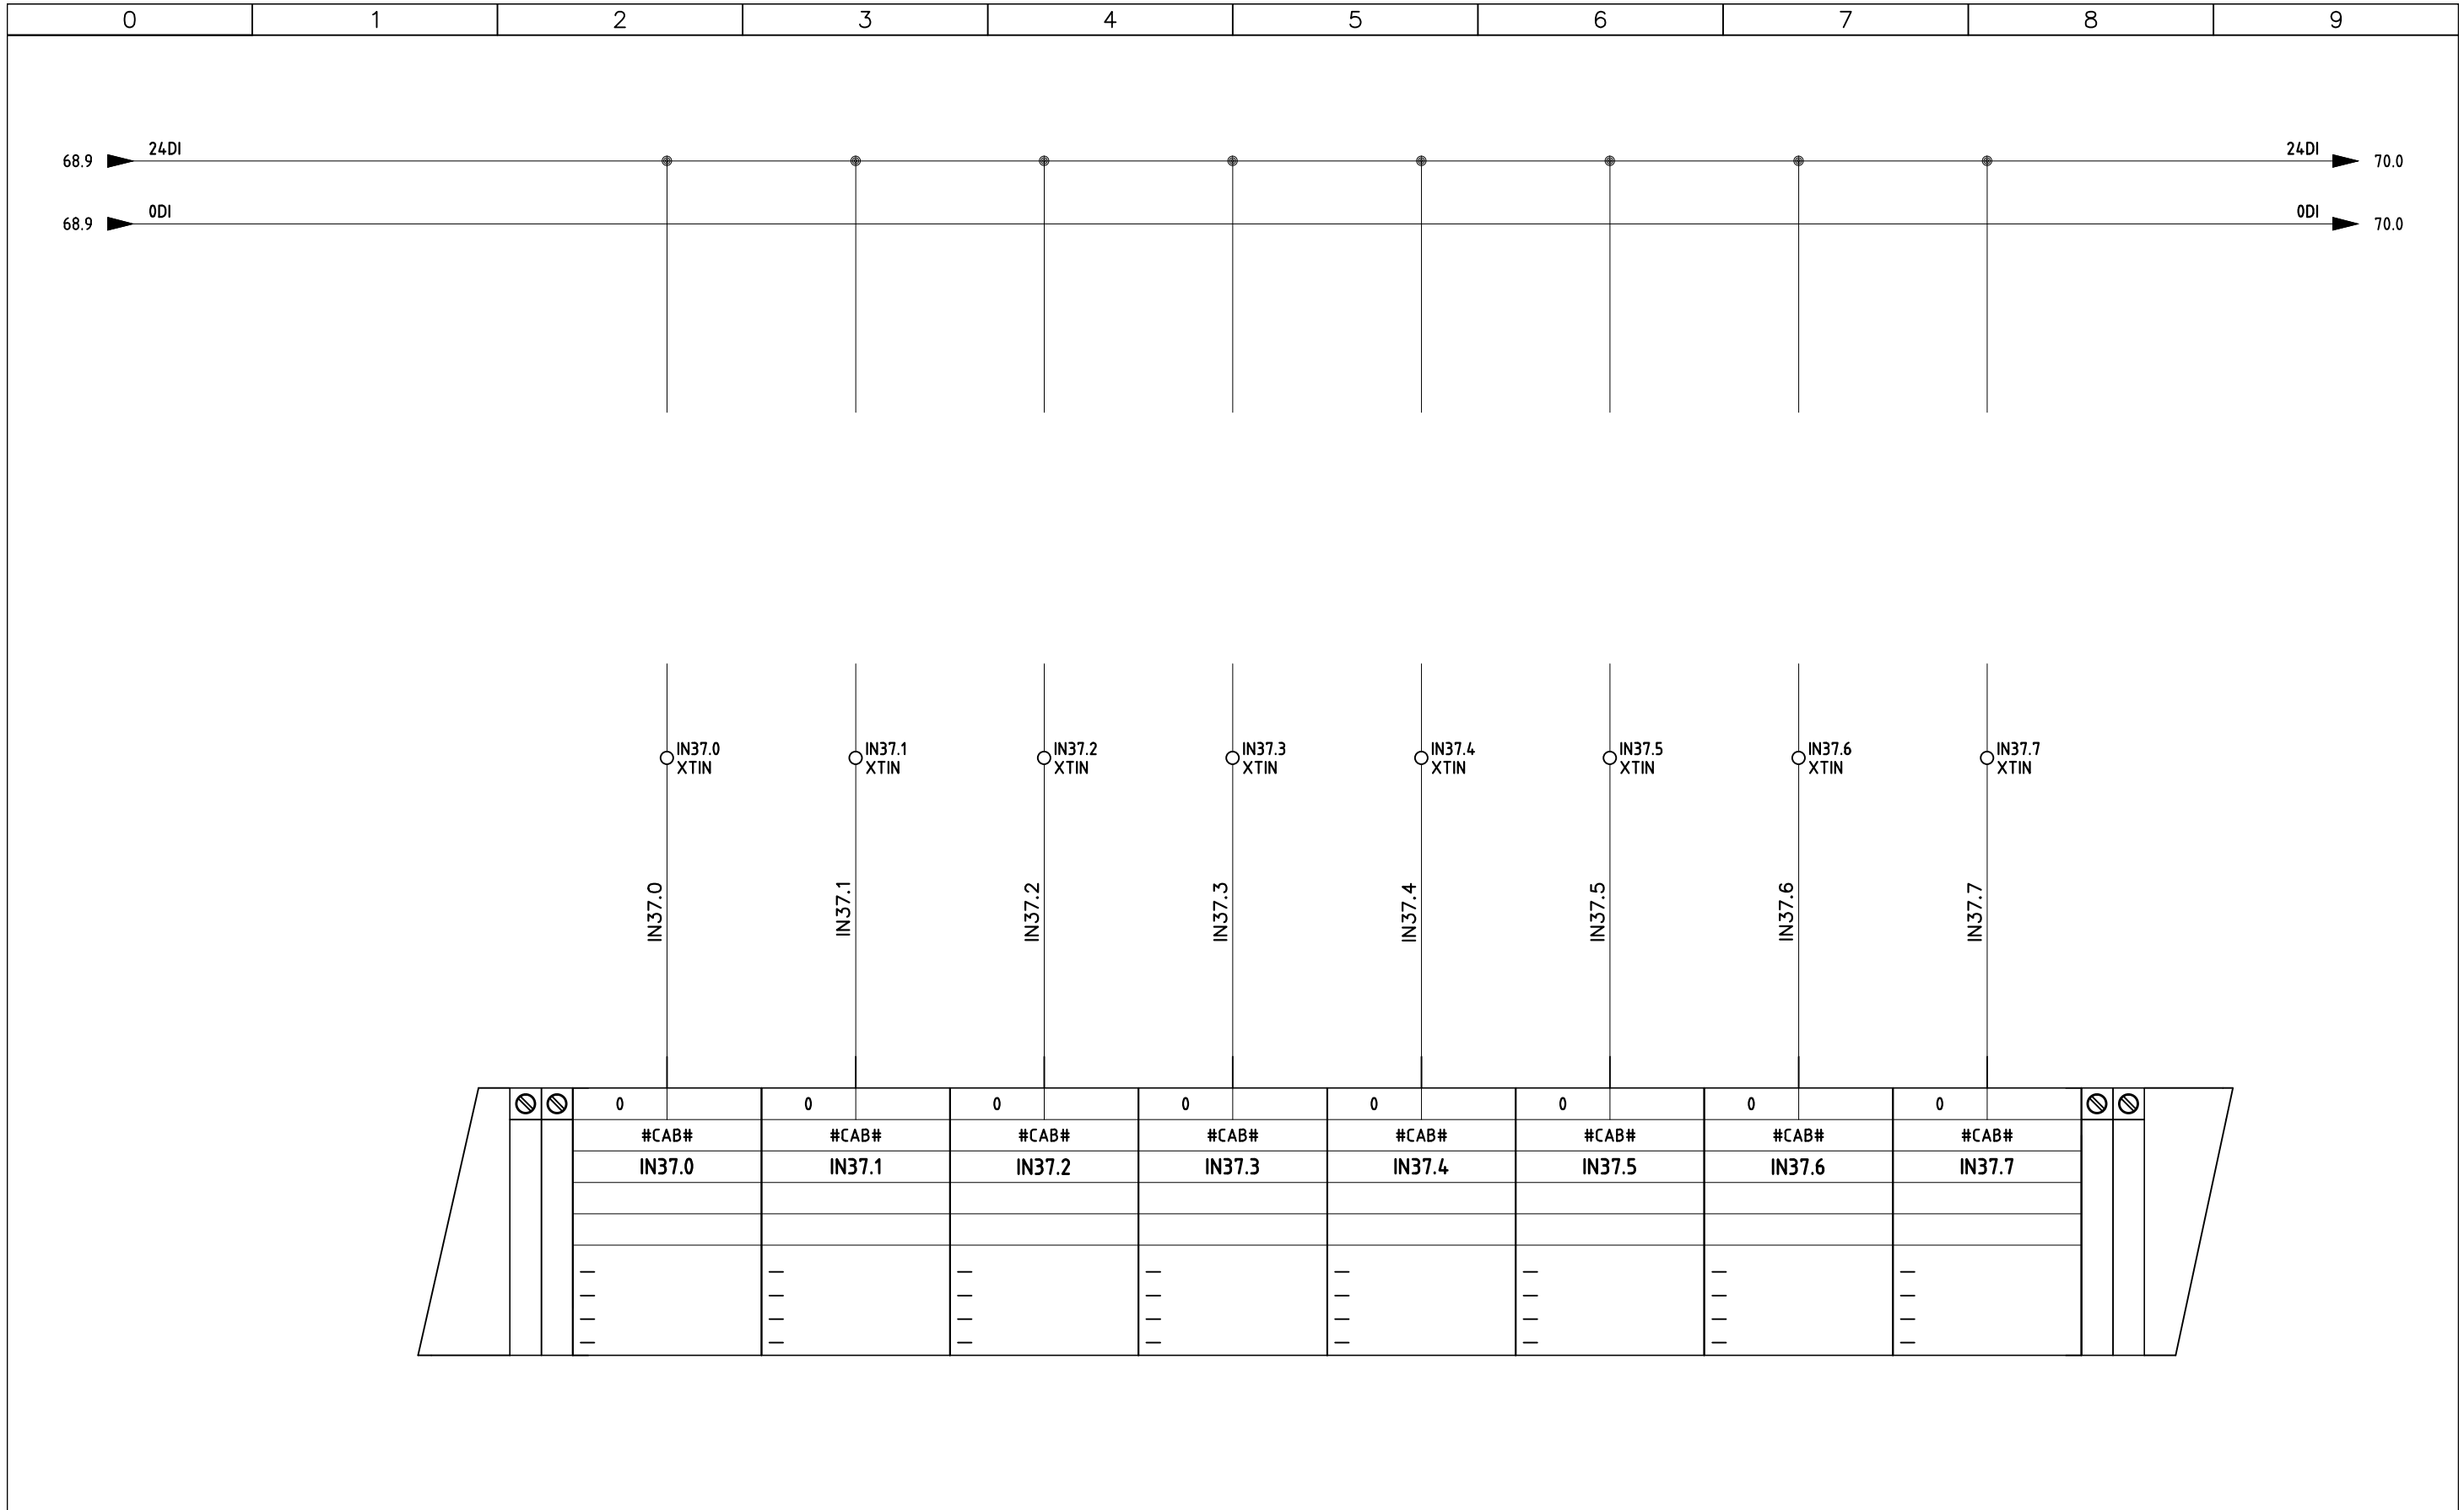 0 1 2 3 4 5 6 7 8 9
24DI 24DI
68.9 70.0
0DI 0DI
68.9 70.0
IN37.0 IN37.1 IN37.2 IN37.3 IN37.4 IN37.5 IN37.6 IN37.7
XTIN XTIN XTIN XTIN XTIN XTIN XTIN XTIN
IN37.0 IN37.1 IN37.2 IN37.3 IN37.4 IN37.5 IN37.6 IN37.7
0 0 0 0 0 0 0 0
#CAB# #CAB# #CAB# #CAB# #CAB# #CAB# #CAB# #CAB#
IN37.0 IN37.1 IN37.2 IN37.3 IN37.4 IN37.5 IN37.6 IN37.7